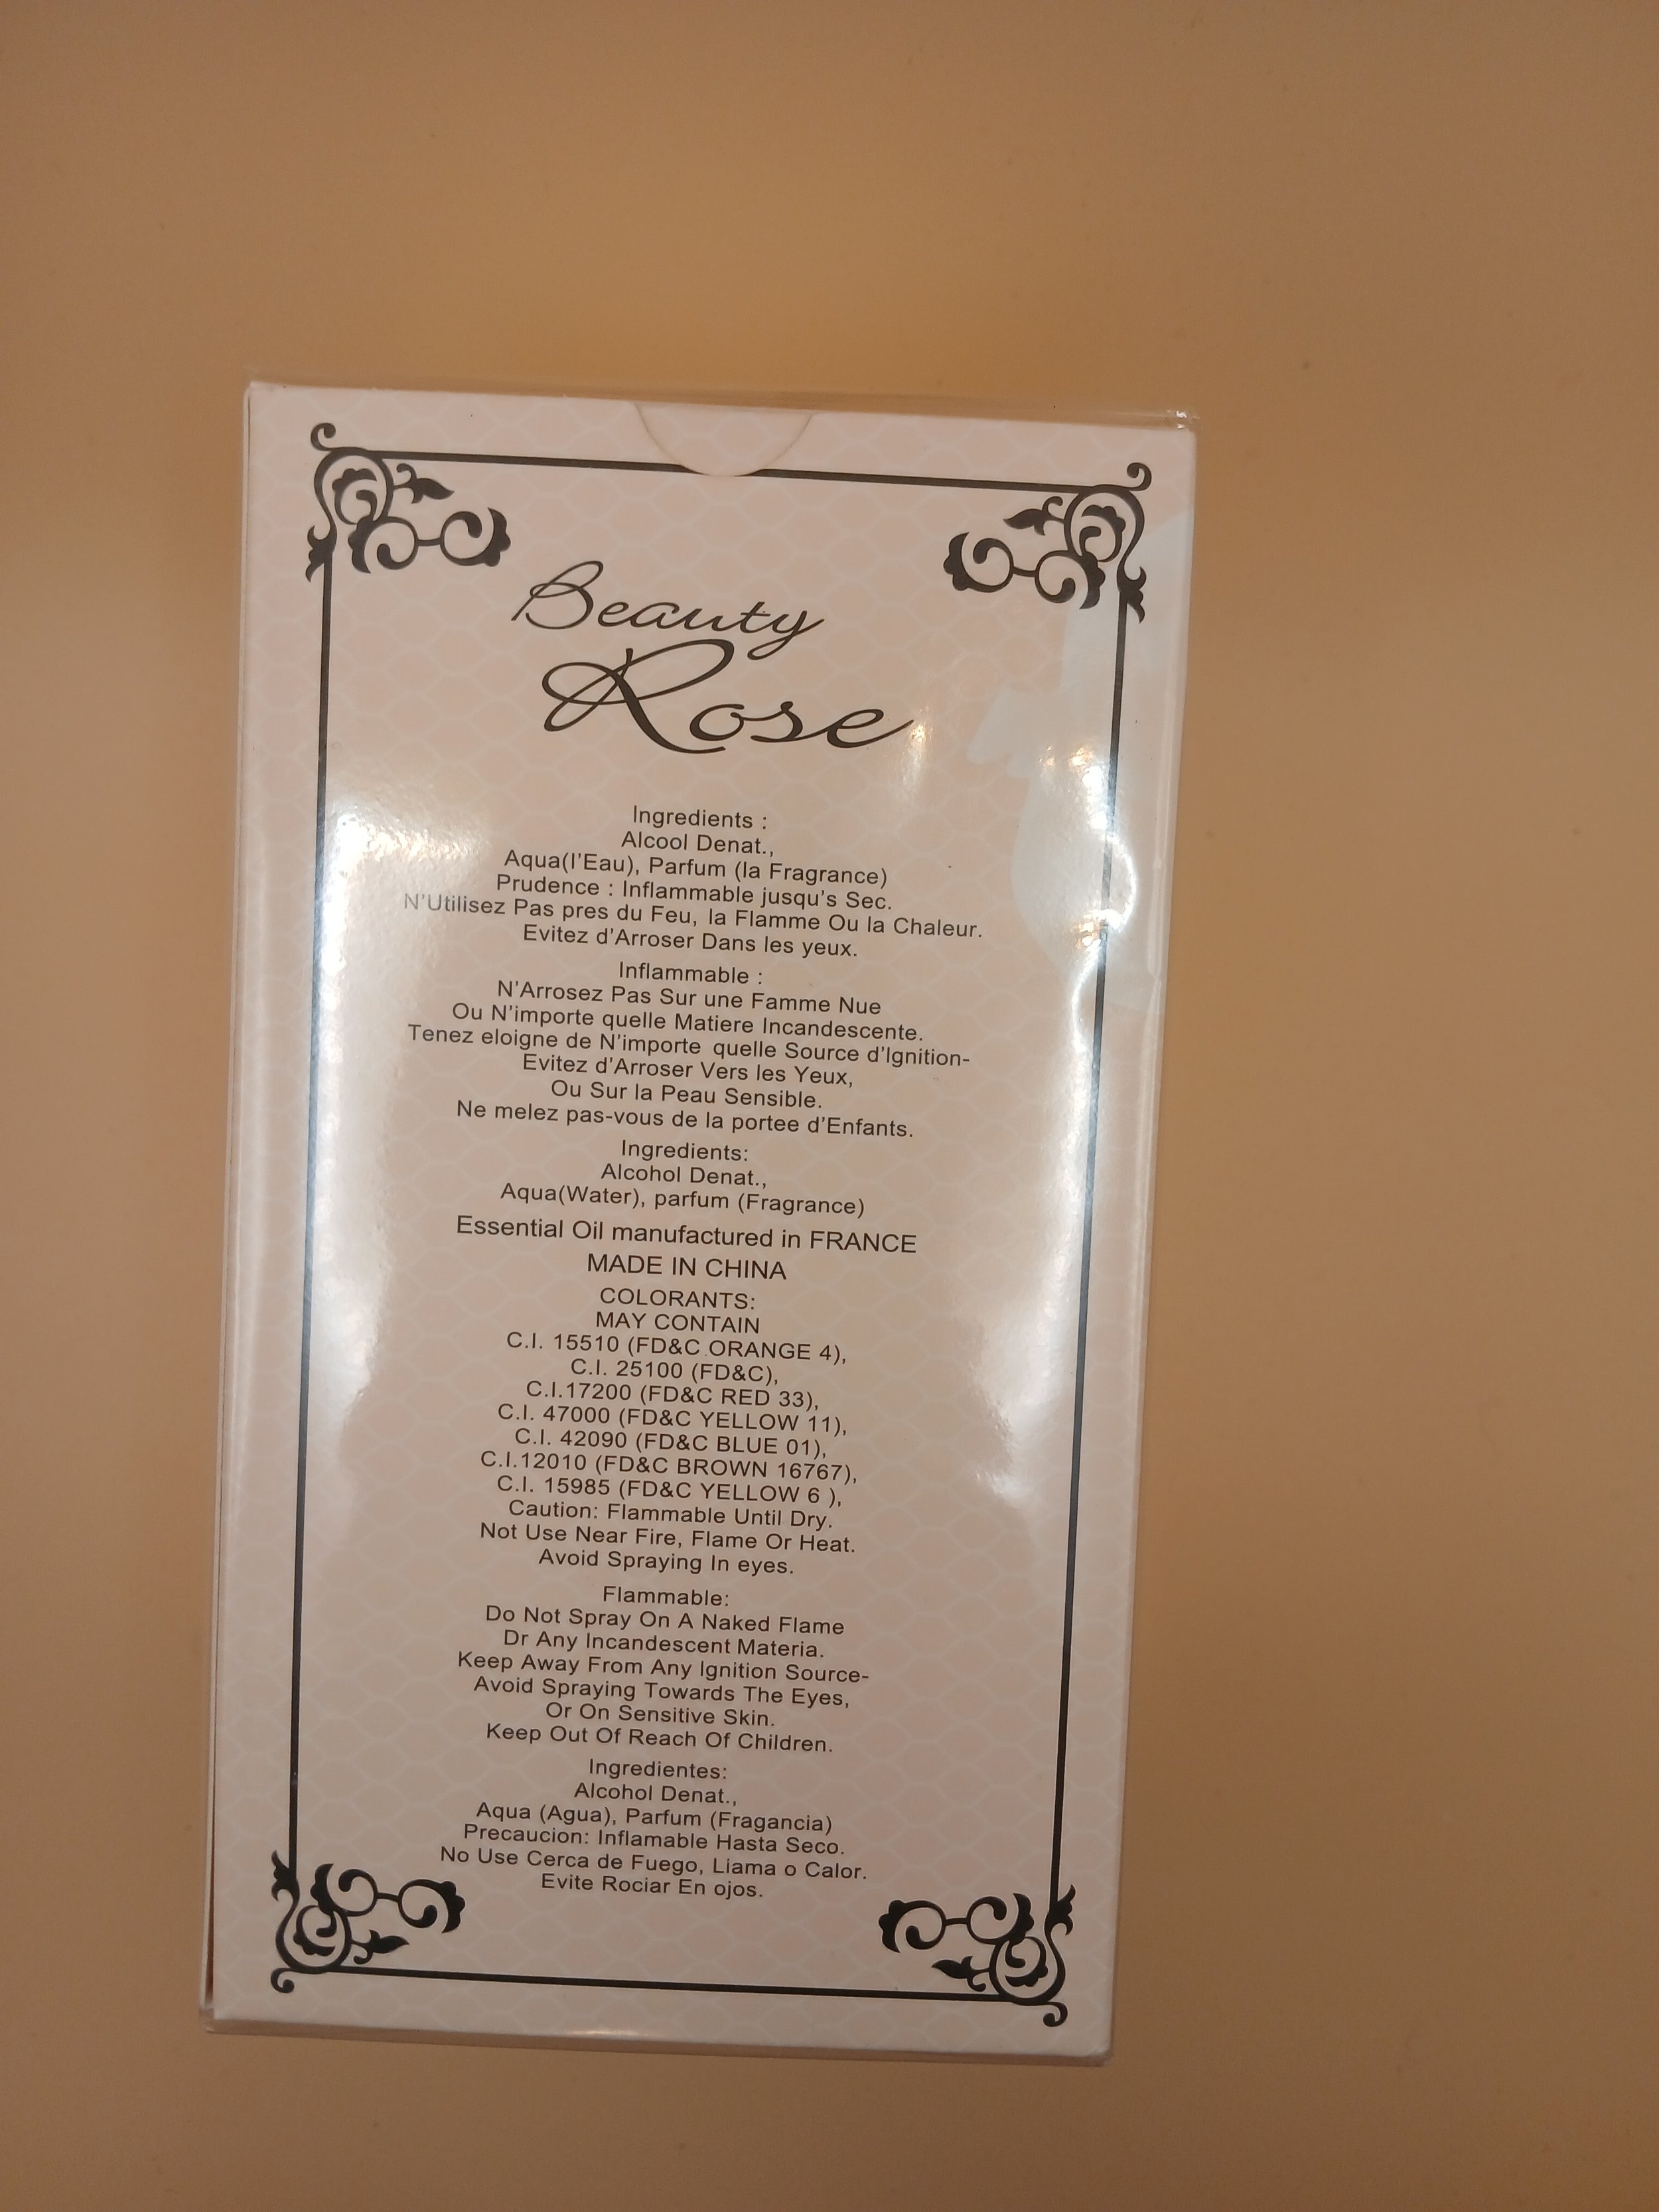 Beauty
Rose
Ingredients :
Alcool Denat.,
Aqua(l'Eau), Parfum (la Fragrance)
Prudence : Inflammable jusqu's Sec.
N'Utilisez Pas pres du Feu, la Flamme Ou la Chaleur.
Evitez d'Arroser Dans les yeux.
Inflammable :
N'Arrosez Pas Sur une Famme Nue
Ou N'importe quelle Matiere Incandescente.
Tenez eloigne de N'importe quelle Source d'Ignition-
Evitez d'Arroser Vers les Yeux,
Ou Sur la Peau Sensible.
Ne melez pas-vous de la portee d'Enfants.
Ingredients:
Alcohol Denat.,
Aqua(Water), parfum (Fragrance)
Essential Oil manufactured in FRANCE
MADE IN CHINA
COLORANTS:
MAY CONTAIN
C.I. 15510 (FD&C ORANGE 4),
C.I. 25100 (FD&C),
C.I.17200 (FD&C RED 33),
C.I. 47000 (FD&C YELLOW 11),
C.I. 42090 (FD&C BLUE 01),
C.I.12010 (FD&C BROWN 16767),
C.I. 15985 (FD&C YELLOW 6 ),
Caution: Flammable Until Dry.
Not Use Near Fire, Flame Or Heat.
Avoid Spraying In eyes.
Flammable:
Do Not Spray On A Naked Flame
Dr Any Incandescent Materia.
Keep Away From Any Ignition Source-
Avoid Spraying Towards The Eyes,
Or On Sensitive Skin.
Keep Out Of Reach Of Children.
Ingredientes:
Alcohol Denat.,
Aqua (Agua), Parfum (Fragancia)
Precaucion: Inflamable Hasta Seco.
No Use Cerca de Fuego, Liama o Calor.
Evite Rociar En ojos.